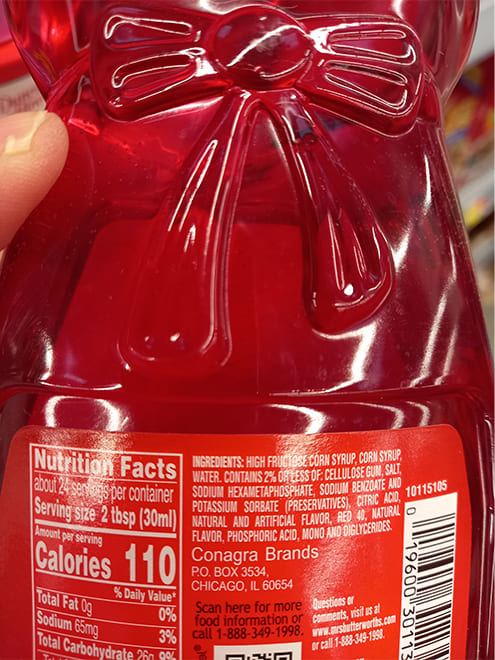 Nutrition Facts
about 24 servings per container
Serving size 2 tbsp (30ml)
Amount per serving
Calories 110
% Daily Value*
Total Fat 0g 0%
Sodium 65mg 3%
Total Carbohydrate 26g 9%
INGREDIENTS: HIGH FRUCTOSE CORN SYRUP, CORN SYRUP,
WATER. CONTAINS 2% OR LESS OF: CELLULOSE GUM, SALT,
SODIUM HEXAMETAPHOSPHATE, SODIUM BENZOATE AND
POTASSIUM SORBATE (PRESERVATIVES), CITRIC ACID,
NATURAL AND ARTIFICIAL FLAVOR, RED 40, NATURAL
FLAVOR, PHOSPHORIC ACID, MONO AND DIGLYCERIDES.
Conagra Brands
P.O. BOX 3534,
CHICAGO, IL 60654
Scan here for more
food information or
call 1-888-349-1998.
Questions or
comments, visit us at
www.mrsbutterworths.com
or call 1-888-349-1998.
10115105
0 19600 3011